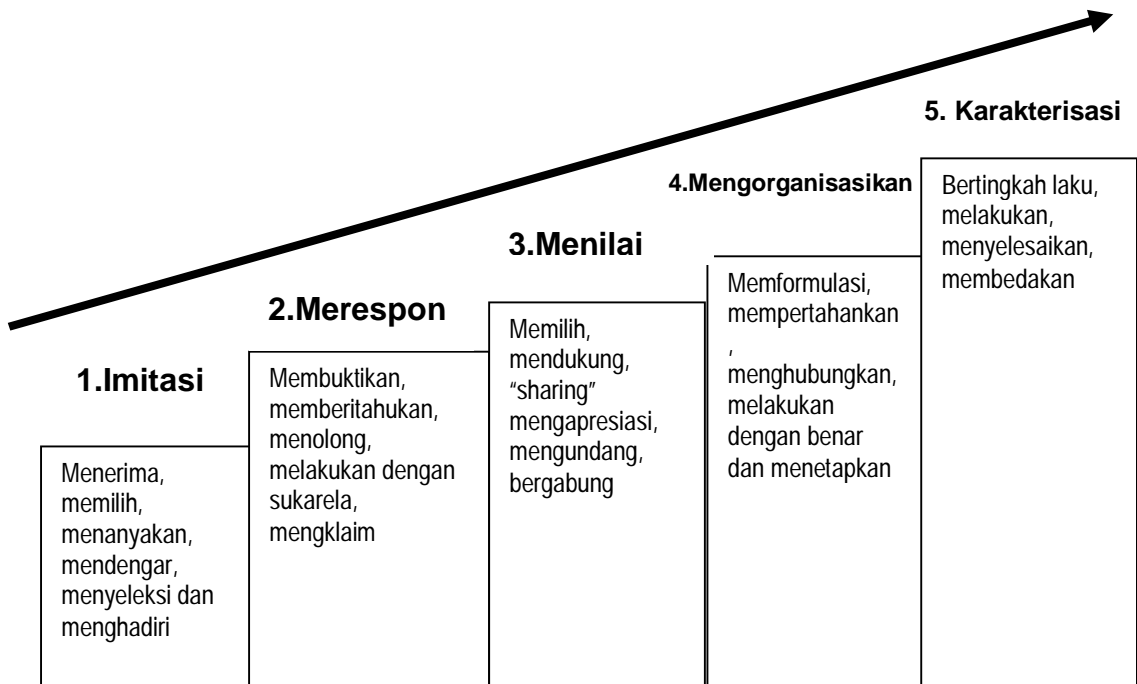 1.Imitasi
Menerima,
memilih,
menanyakan,
mendengar,
menyeleksi dan
menghadiri
2.Merespon
Membuktikan,
memberitahukan,
menolong,
melakukan dengan
sukarela,
mengklaim
3.Menilai
Memilih,
mendukung,
“sharing”
mengapresiasi,
mengundang,
bergabung
4.Mengorganisasikan
Memformulasi,
mempertahankan
,
menghubungkan,
melakukan
dengan benar
dan menetapkan
5. Karakterisasi
Bertingkah laku,
melakukan,
menyelesaikan,
membedakan